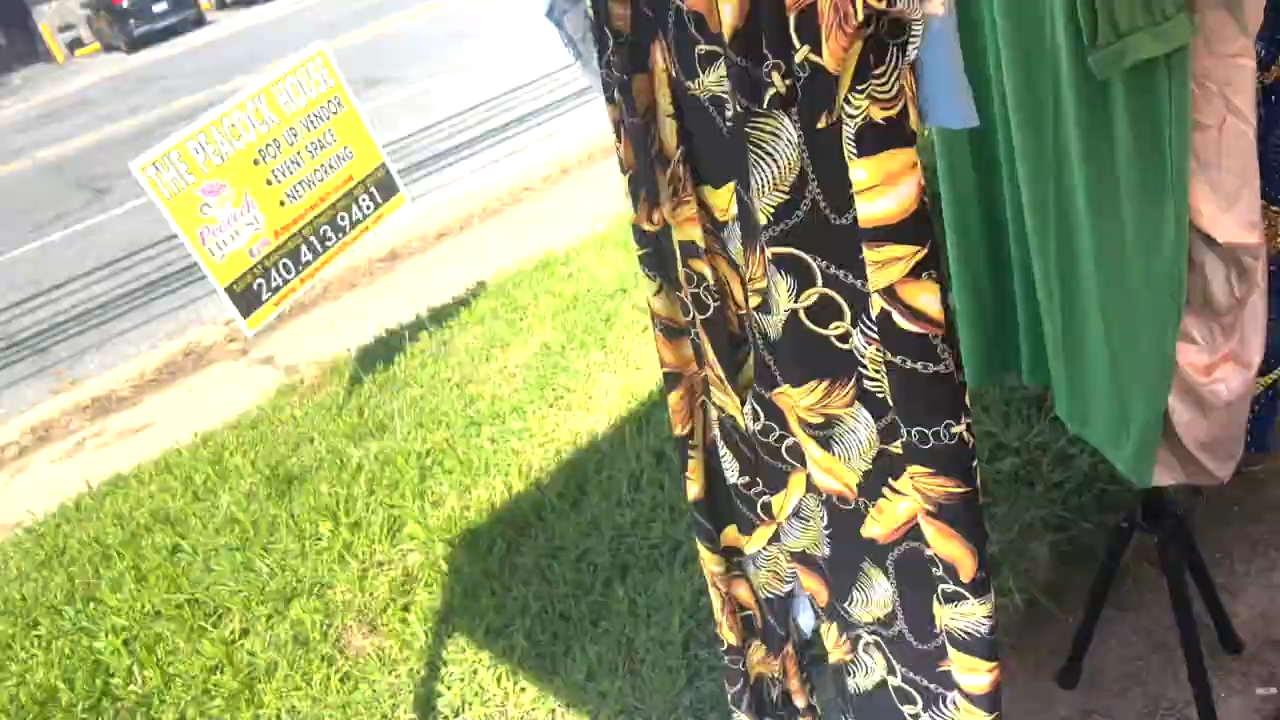 THE PEACOCK HOUSE
•POP UP VENDOR
•EVENT SPACE
•NETWORKING
Peacock
HOUSE
240.413.9481